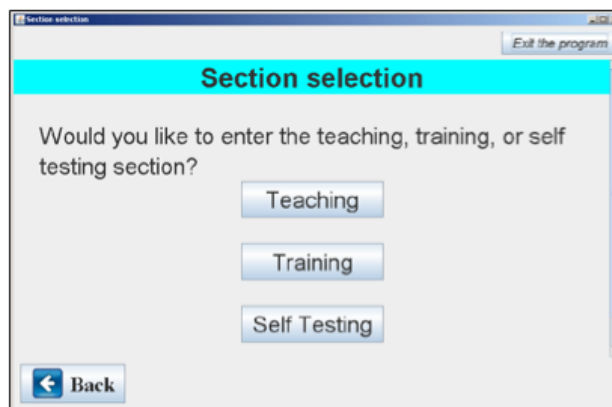 Section selection
Exit the program
Section selection
Would you like to enter the teaching, training, or self
testing section?
Teaching
Training
Self Testing
Back